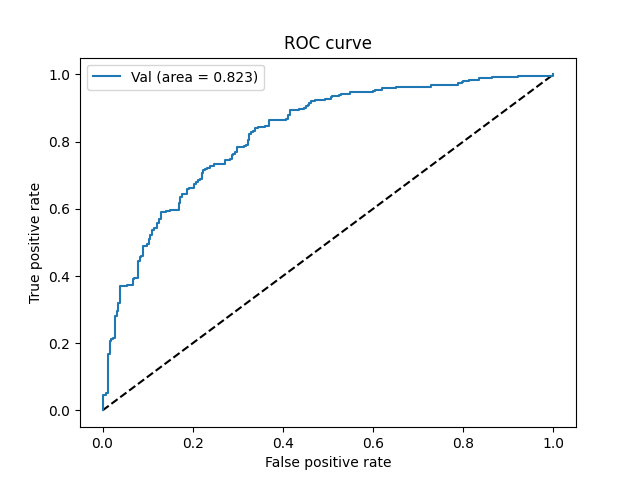 ROC curve
Val (area = 0.823)
1.0
0.8
0.6
0.4
0.2
0.0
True positive rate
0.0 0.2 0.4 0.6 0.8 1.0
False positive rate